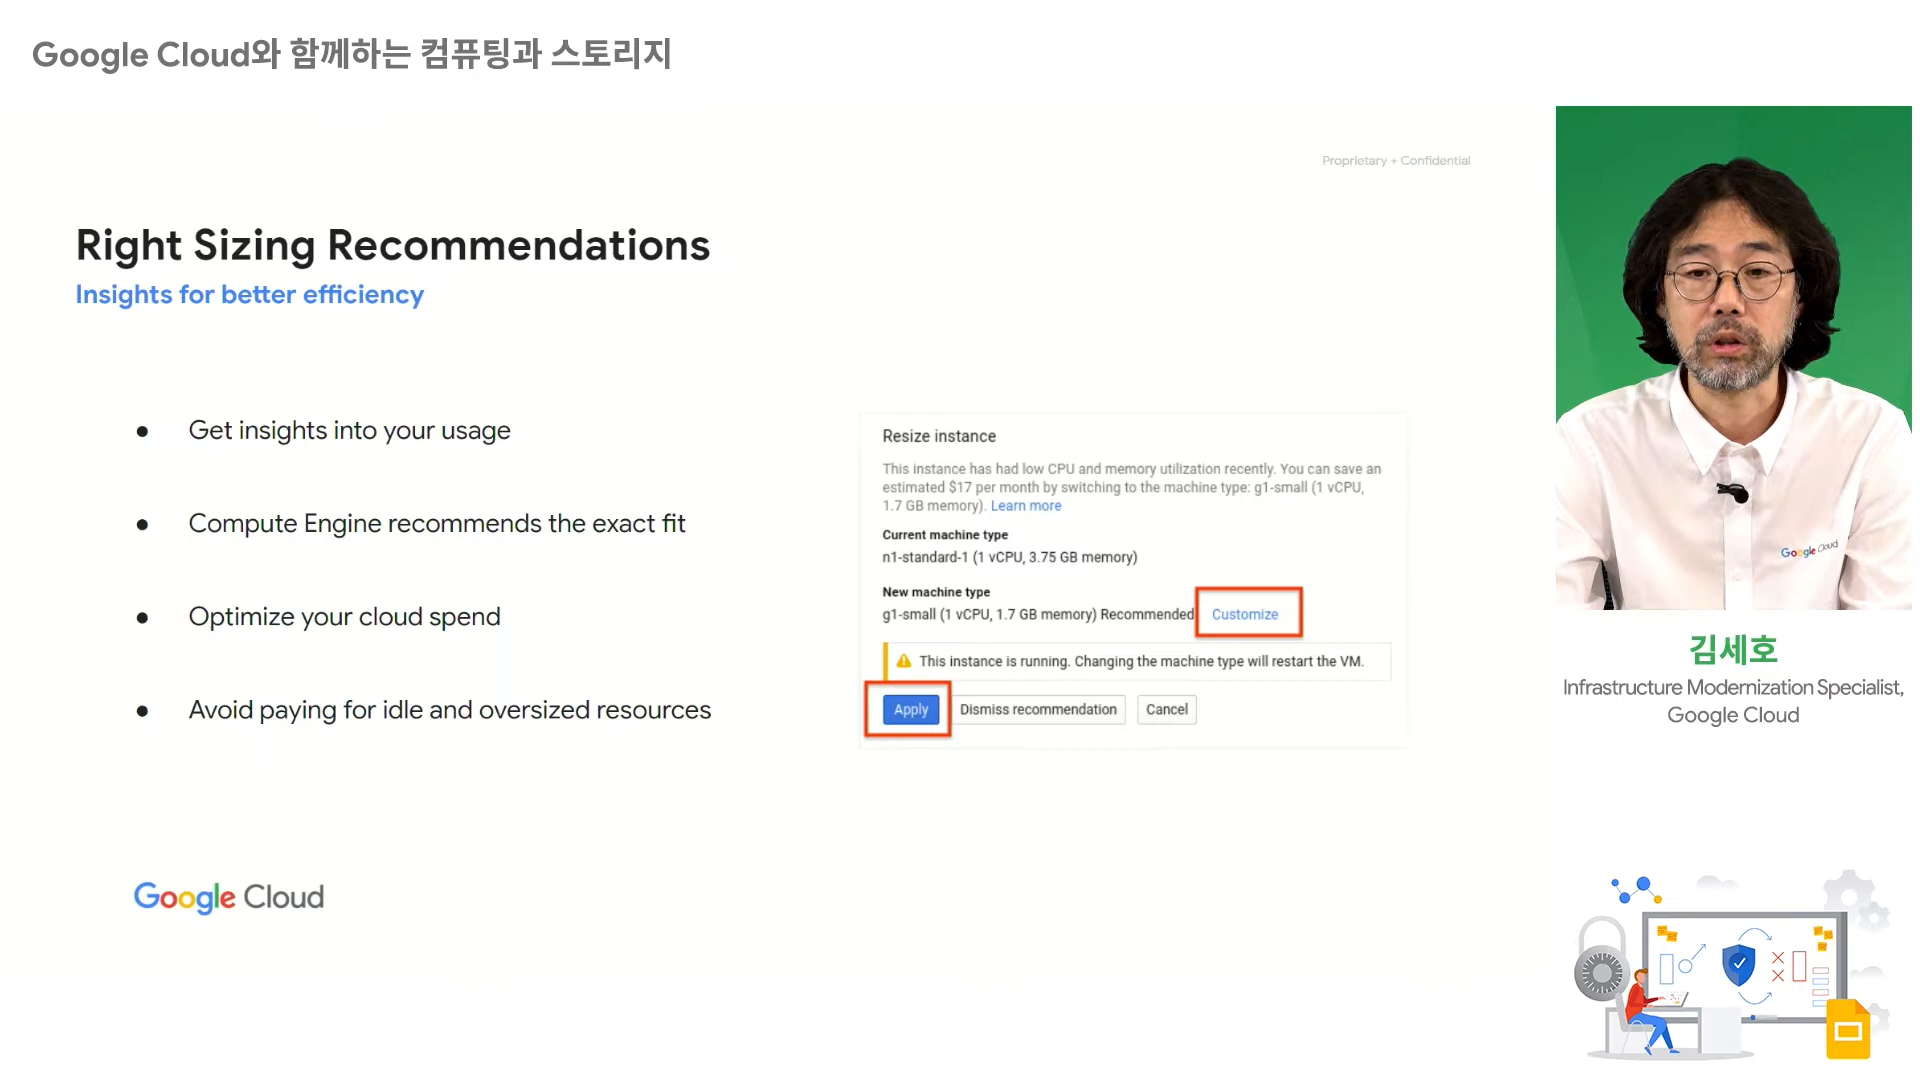 Google Cloud와 함께하는 컴퓨팅과 스토리지
Proprietary + Confidential
Right Sizing Recommendations
Insights for better efficiency
● Get insights into your usage
● Compute Engine recommends the exact fit
● Optimize your cloud spend
● Avoid paying for idle and oversized resources
Resize instance
This instance has had low CPU and memory utilization recently. You can save an
estimated $17 per month by switching to the machine type: g1-small (1 vCPU,
1.7 GB memory). Learn more
Current machine type
n1-standard-1 (1 vCPU, 3.75 GB memory)
New machine type
g1-small (1 vCPU, 1.7 GB memory) Recommended Customize
This instance is running. Changing the machine type will restart the VM.
Apply Dismiss recommendation Cancel
Google Cloud
Google Cloud
김세호
Infrastructure Modernization Specialist,
Google Cloud